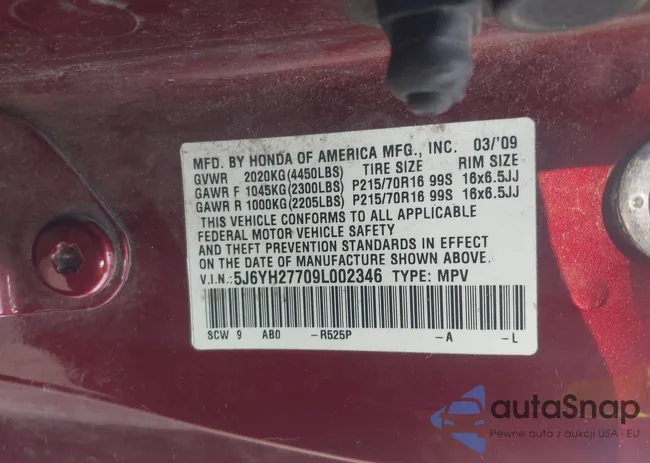 MFD. BY HONDA OF AMERICA MFG., INC. 03/'09
GVWR 2020KG(4450LBS) TIRE SIZE RIM SIZE
GAWR F 1045KG(2300LBS) P215/70R16 99S 16x6.5JJ
GAWR R 1000KG(2205LBS) P215/70R16 99S 16x6.5JJ
THIS VEHICLE CONFORMS TO ALL APPLICABLE
FEDERAL MOTOR VEHICLE SAFETY
AND THEFT PREVENTION STANDARDS IN EFFECT
ON THE DATE OF MANUFACTURE SHOWN ABOVE.
V.I.N.: 5J6YH27709L002346 TYPE: MPV
SCW 9 AB0 -R525P -A -L
autaSnap
Pewne auta z aukcji USA - EU